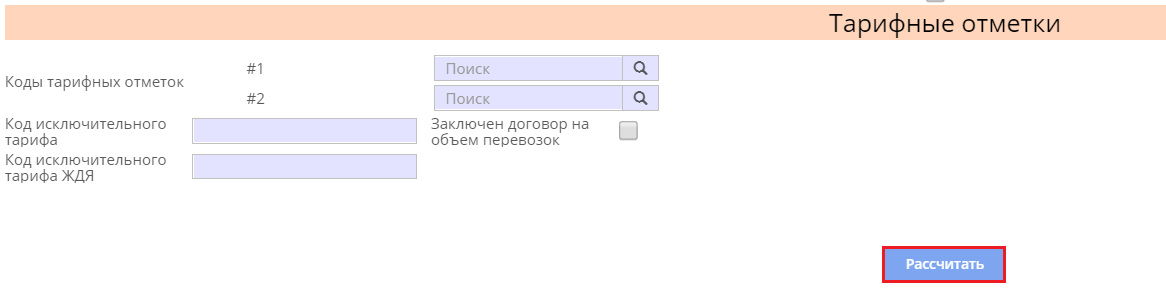 Тарифные отметки
Коды тарифных отметок
#1
Поиск
#2
Поиск
Код исключительного
тарифа
Заключен договор на
объем перевозок
Код исключительного
тарифа ЖДЯ
Рассчитать